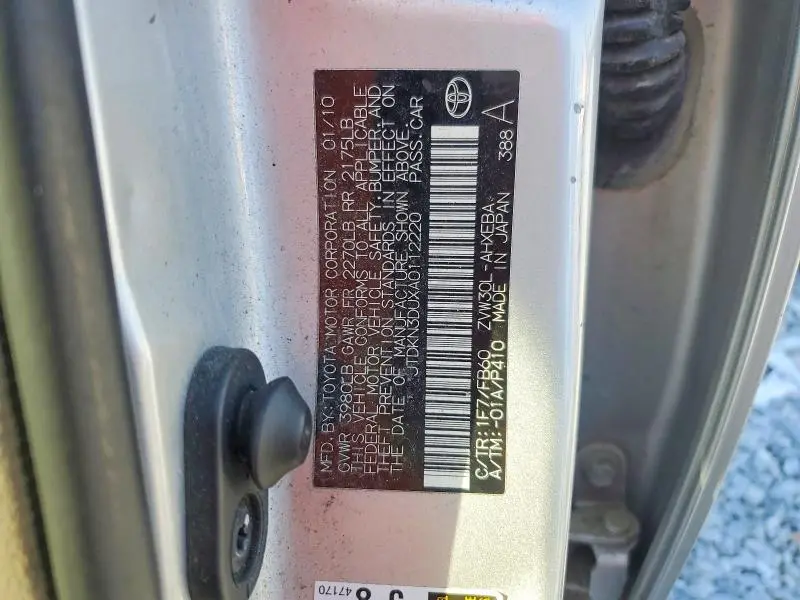 MFD. BY: TOYOTA MOTOR CORPORATION 01/10
GVWR 3980LB GAWR FR 2270LB RR 2175LB
THIS VEHICLE CONFORMS TO ALL APPLICABLE
FEDERAL MOTOR VEHICLE SAFETY, BUMPER, AND
THEFT PREVENTION STANDARDS IN EFFECT ON
THE DATE OF MANUFACTURE SHOWN ABOVE.
JTDKN3DUXA0112220 PASS. CAR
C/TR: 1F7/FB60 ZVW30L-AHXEBA
A/TM: -01A/P410 MADE IN JAPAN 388 A
47170